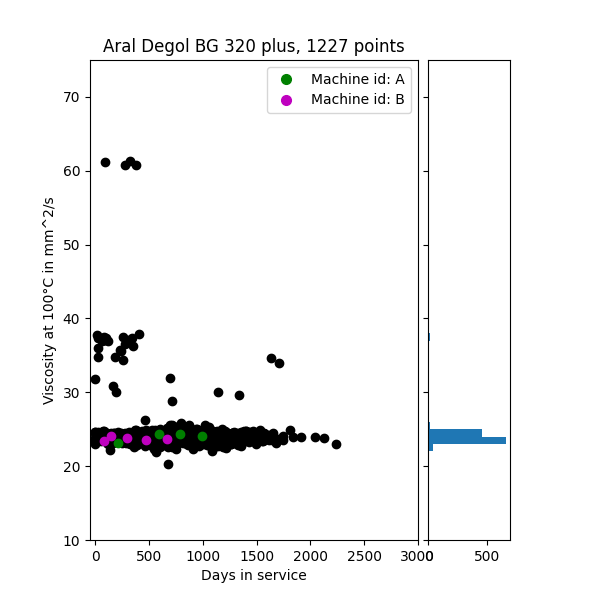 Aral Degol BG 320 plus, 1227 points
Machine id: A
Machine id: B
Viscosity at 100°C in mm^2/s
70
60
50
40
30
20
10
0 500 1000 1500 2000 2500 3000
0 500
Days in service